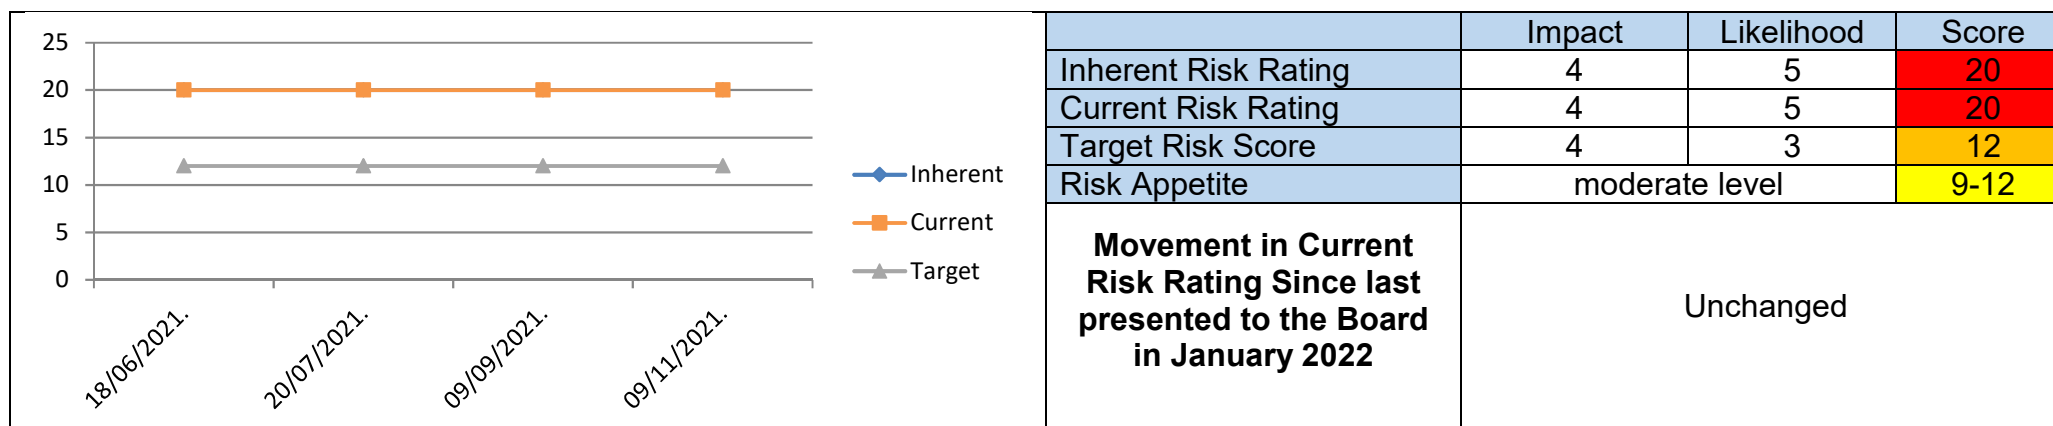 25
20
15
10
5
0
18/06/2021.
20/07/2021.
09/09/2021.
09/11/2021.
Inherent
Current
Target
Impact Likelihood Score
Inherent Risk Rating 4 5 20
Current Risk Rating 4 5 20
Target Risk Score 4 3 12
Risk Appetite moderate level 9-12
Movement in Current
Risk Rating Since last
presented to the Board
in January 2022
Unchanged